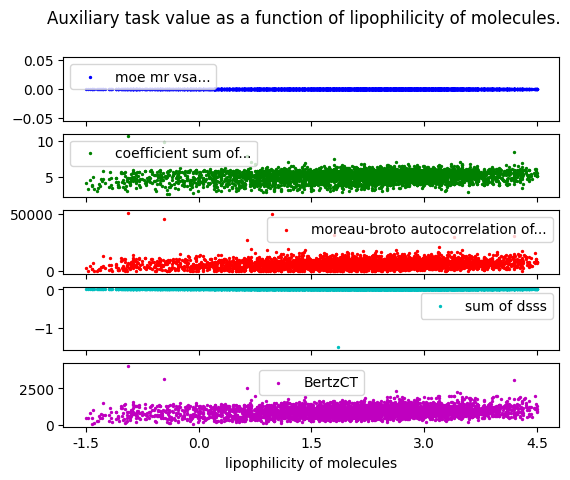 Auxiliary task value as a function of lipophilicity of molecules.
0.05
0.00
−0.05
moe mr vsa...
10
5
coefficient sum of...
50000
0
moreau-broto autocorrelation of...
0
−1
sum of dsss
2500
0
BertzCT
-1.5 0.0 1.5 3.0 4.5
lipophilicity of molecules